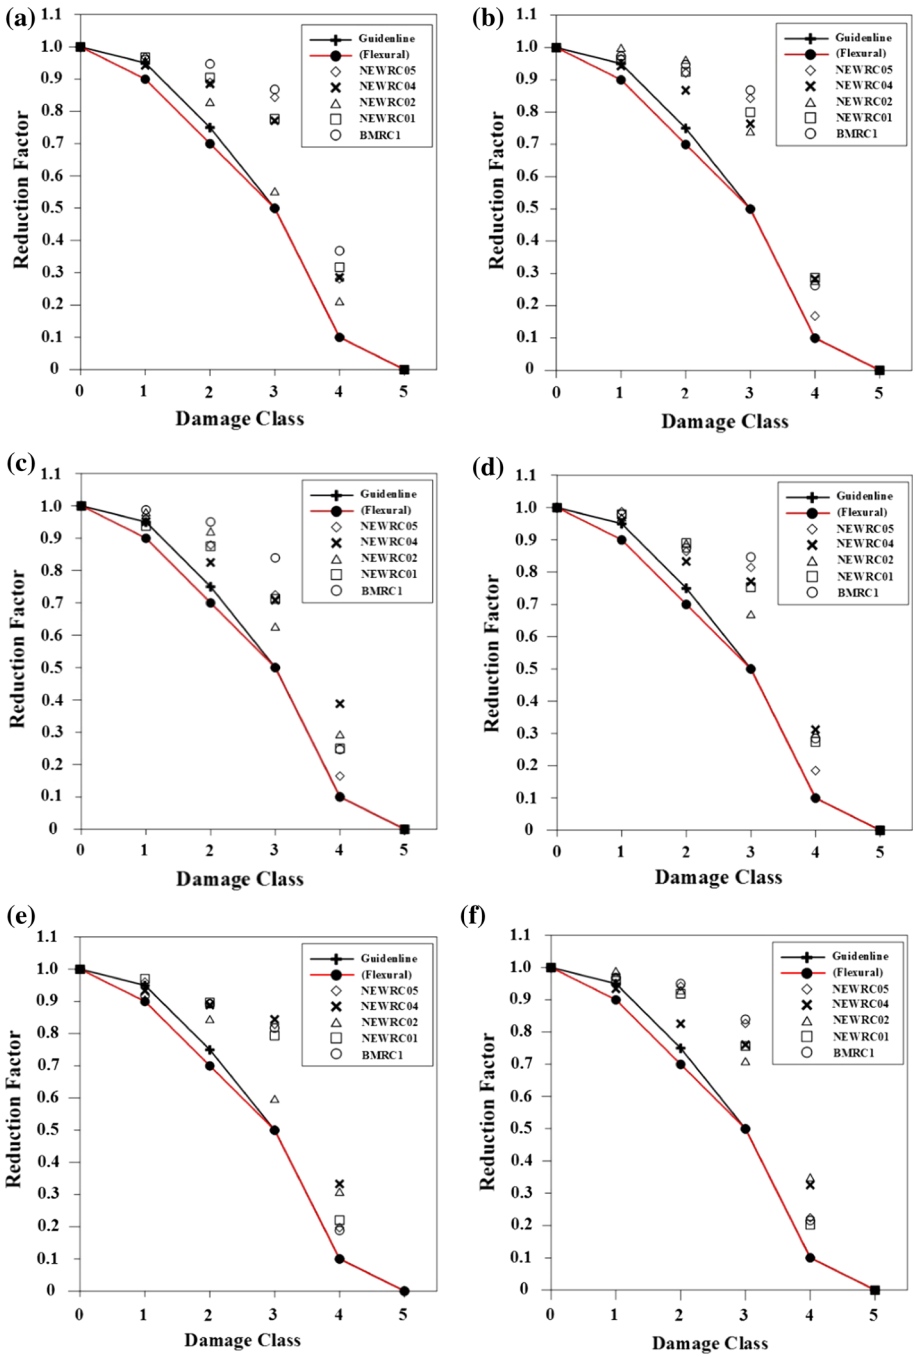 (a)
1.1
1.0
0.9
0.8
0.7
0.6
0.5
0.4
0.3
0.2
0.1
0
Reduction Factor
0 1 2 3 4 5
Damage Class
Guidenline
(Flexural)
NEWRC05
NEWRC04
NEWRC02
NEWRC01
BMRC1
(b)
1.1
1.0
0.9
0.8
0.7
0.6
0.5
0.4
0.3
0.2
0.1
0
Reduction Factor
0 1 2 3 4 5
Damage Class
Guidenline
(Flexural)
NEWRC05
NEWRC04
NEWRC02
NEWRC01
BMRC1
(c)
1.1
1.0
0.9
0.8
0.7
0.6
0.5
0.4
0.3
0.2
0.1
0
Reduction Factor
0 1 2 3 4 5
Damage Class
Guidenline
(Flexural)
NEWRC05
NEWRC04
NEWRC02
NEWRC01
BMRC1
(d)
1.1
1.0
0.9
0.8
0.7
0.6
0.5
0.4
0.3
0.2
0.1
0
Reduction Factor
0 1 2 3 4 5
Damage Class
Guidenline
(Flexural)
NEWRC05
NEWRC04
NEWRC02
NEWRC01
BMRC1
(e)
1.1
1.0
0.9
0.8
0.7
0.6
0.5
0.4
0.3
0.2
0.1
0
Reduction Factor
0 1 2 3 4 5
Damage Class
Guidenline
(Flexural)
NEWRC05
NEWRC04
NEWRC02
NEWRC01
BMRC1
(f)
1.1
1.0
0.9
0.8
0.7
0.6
0.5
0.4
0.3
0.2
0.1
0
Reduction Factor
0 1 2 3 4 5
Damage Class
Guidenline
(Flexural)
NEWRC05
NEWRC04
NEWRC02
NEWRC01
BMRC1